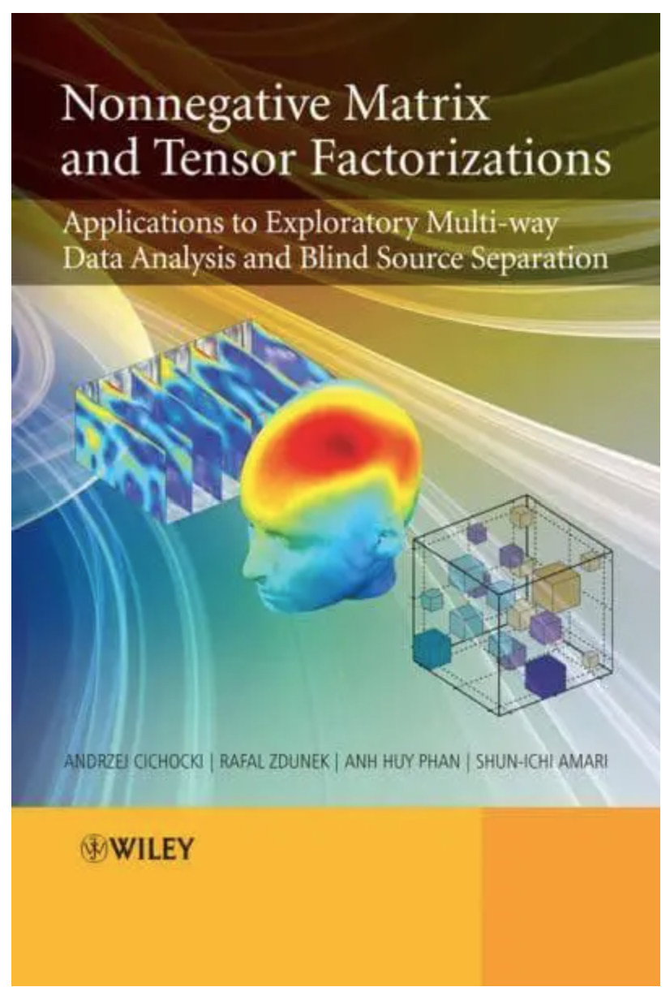 Nonnegative Matrix
and Tensor Factorizations
Applications to Exploratory Multi-way
Data Analysis and Blind Source Separation
ANDRZEJ CICHOCKI | RAFAL ZDUNEK | ANH HUY PHAN | SHUN-ICHI AMARI
WILEY